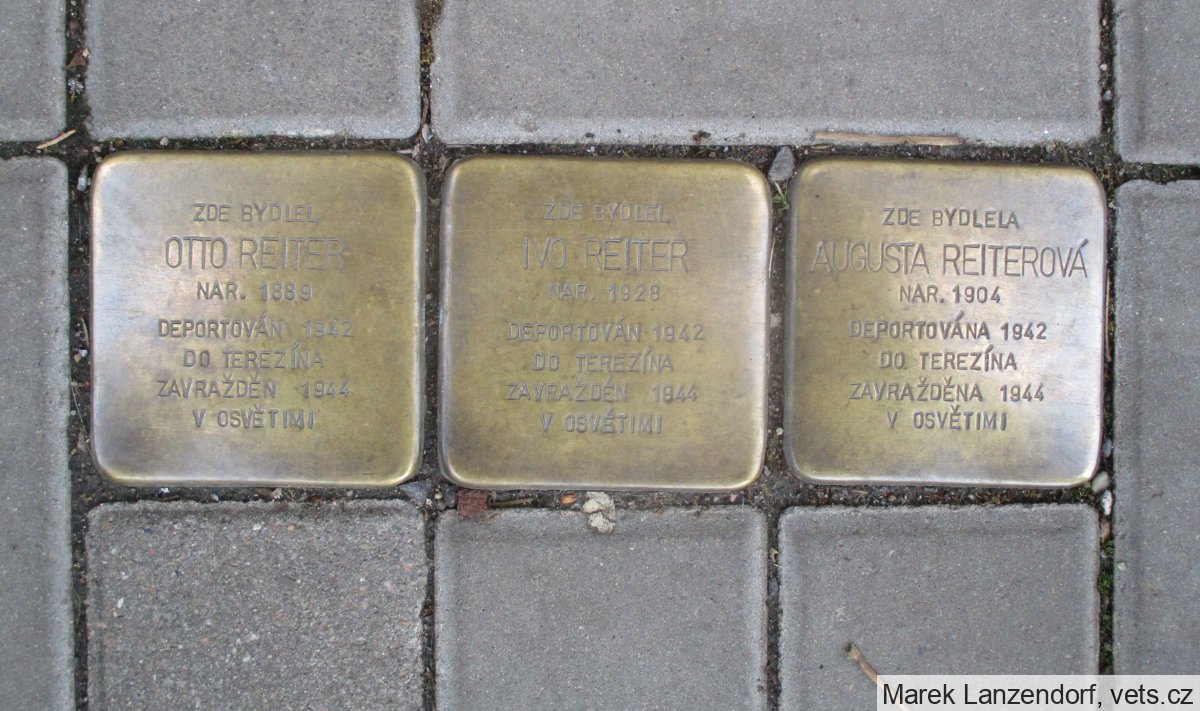 ZDE BYDLEL
OTTO REITER
NAR. 1889
DEPORTOVÁN 1942
DO TEREZÍNA
ZAVRAŽDĚN 1944
V OSVĚTIMI
ZDE BYDLEL
IVO REITER
NAR. 1928
DEPORTOVÁN 1942
DO TEREZÍNA
ZAVRAŽDĚN 1944
V OSVĚTIMI
ZDE BYDLELA
AUGUSTA REITEROVÁ
NAR. 1904
DEPORTOVÁNA 1942
DO TEREZÍNA
ZAVRAŽDĚNA 1944
V OSVĚTIMI
Marek Lanzendorf, vets.cz